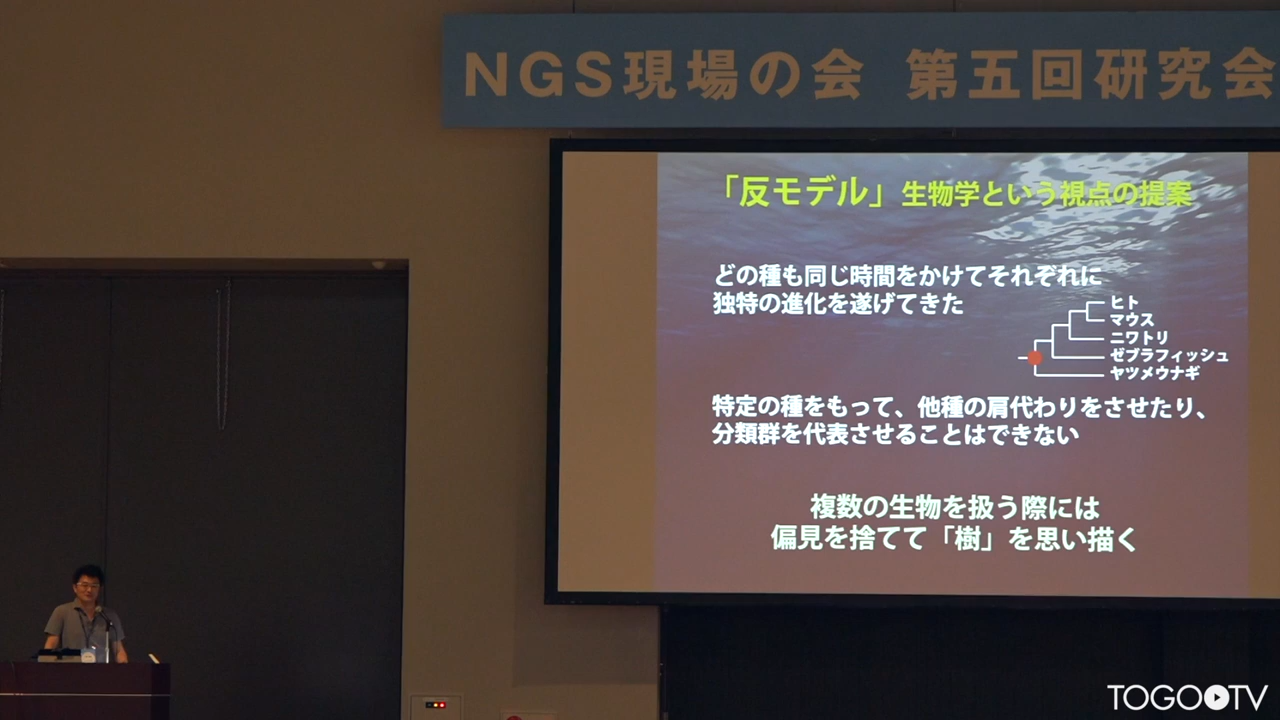 NGS現場の会 第五回研究会
「反モデル」生物学という視点の提案
どの種も同じ時間をかけてそれぞれに
独特の進化を遂げてきた
ヒト
マウス
ニワトリ
ゼブラフィッシュ
ヤツメウナギ
特定の種をもって、他種の肩代わりをさせたり、
分類群を代表させることはできない
複数の生物を扱う際には
偏見を捨てて「樹」を思い描く
TOGOTV